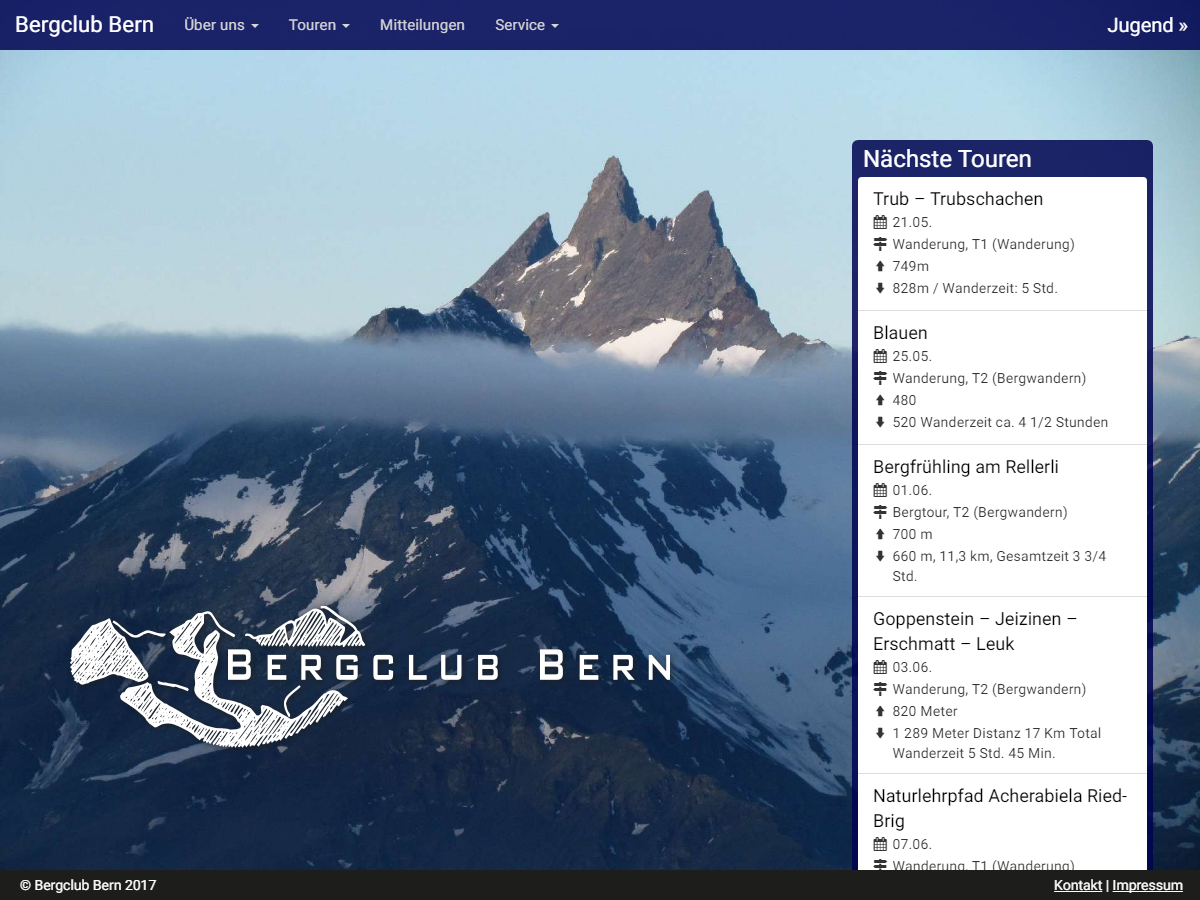 Bergclub Bern Über uns Touren Mitteilungen Service Jugend »
Nächste Touren
Trub – Trubschachen
21.05.
Wanderung, T1 (Wanderung)
749m
828m / Wanderzeit: 5 Std.
Blauen
25.05.
Wanderung, T2 (Bergwandern)
480
520 Wanderzeit ca. 4 1/2 Stunden
Bergfrühling am Rellerli
01.06.
Bergtour, T2 (Bergwandern)
700 m
660 m, 11,3 km, Gesamtzeit 3 3/4
Std.
Goppenstein – Jeizinen –
Erschmatt – Leuk
03.06.
Wanderung, T2 (Bergwandern)
820 Meter
1 289 Meter Distanz 17 Km Total
Wanderzeit 5 Std. 45 Min.
Naturlehrpfad Acherabiela Ried-
Brig
07.06.
Wanderung, T1 (Wanderung)
Bergclub Bern
© Bergclub Bern 2017
Kontakt | Impressum